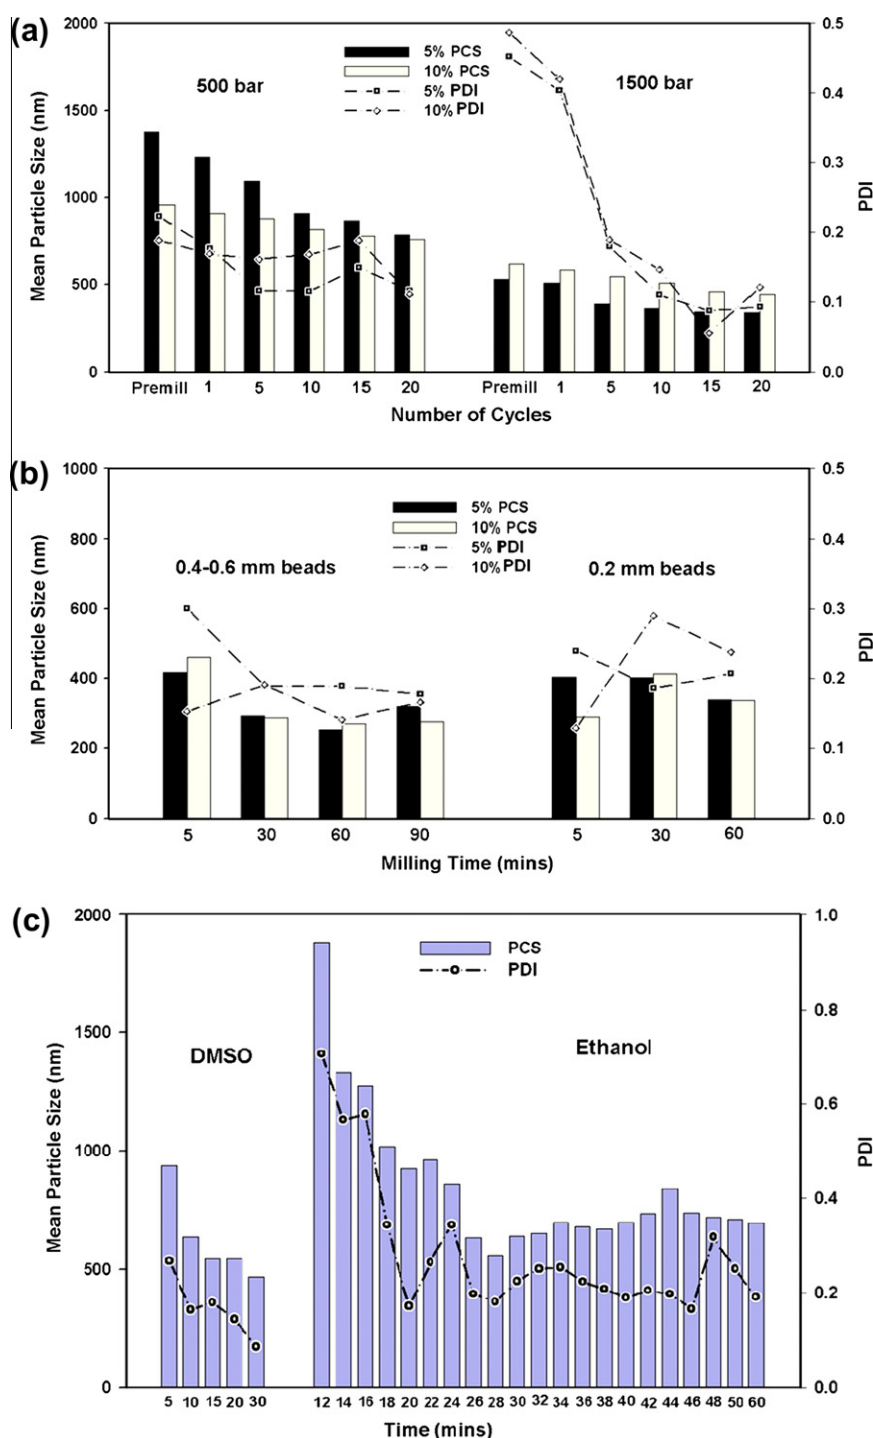 (a)
2000
1500
1000
500
0
Mean Particle Size (nm)
5% PCS
10% PCS
5% PDI
10% PDI
500 bar
1500 bar
0.5
0.4
0.3
0.2
0.1
0.0
PDI
Premill 1 5 10 15 20 Premill 1 5 10 15 20
Number of Cycles
(b)
1000
800
600
400
200
0
Mean Particle Size (nm)
5% PCS
10% PCS
5% PDI
10% PDI
0.4-0.6 mm beads
0.2 mm beads
0.5
0.4
0.3
0.2
0.1
0.0
PDI
5 30 60 90 5 30 60
Milling Time (mins)
(c)
2000
1500
1000
500
0
Mean Particle Size (nm)
PCS
PDI
DMSO
Ethanol
1.0
0.8
0.6
0.4
0.2
0.0
PDI
5 10 15 20 30 12 14 16 18 20 22 24 26 28 30 32 34 36 38 40 42 44 46 48 50 60
Time (mins)